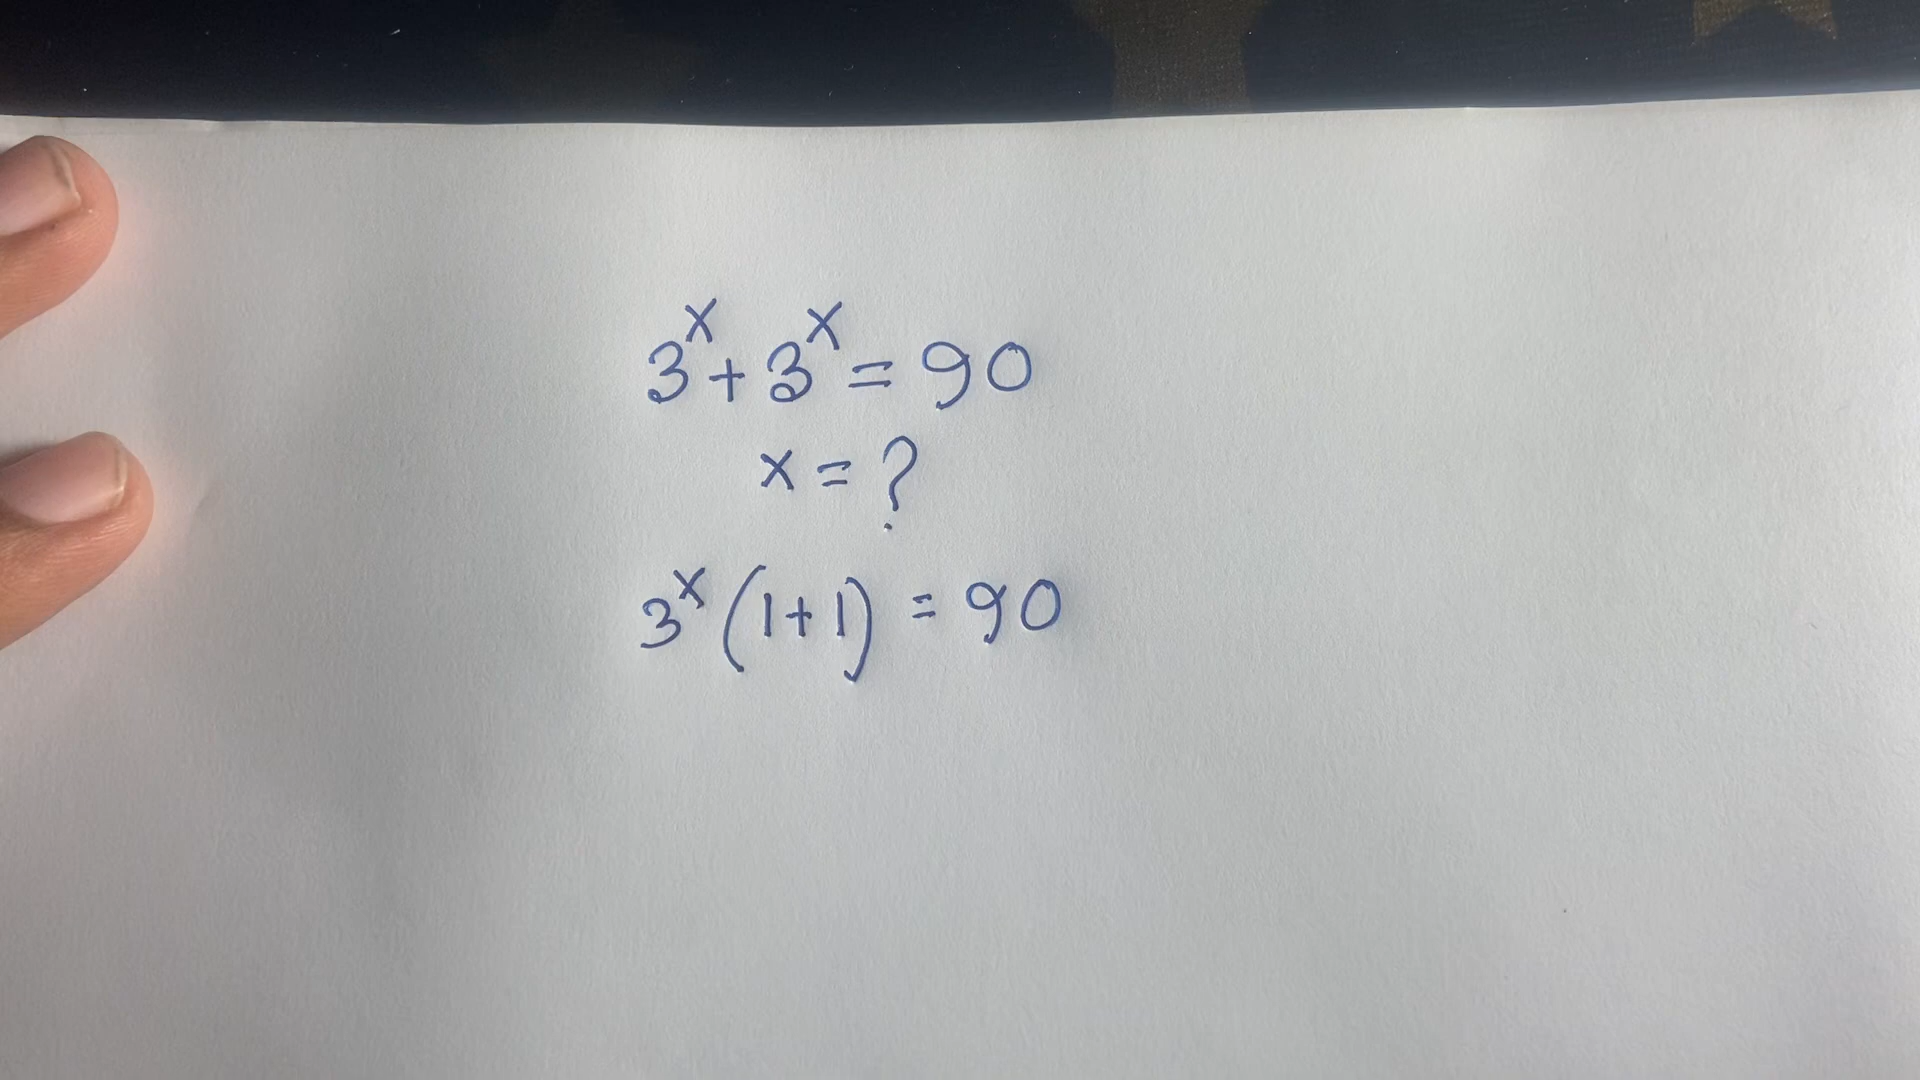 3^x + 3^x = 90
x = ?
3^x (1+1) = 90